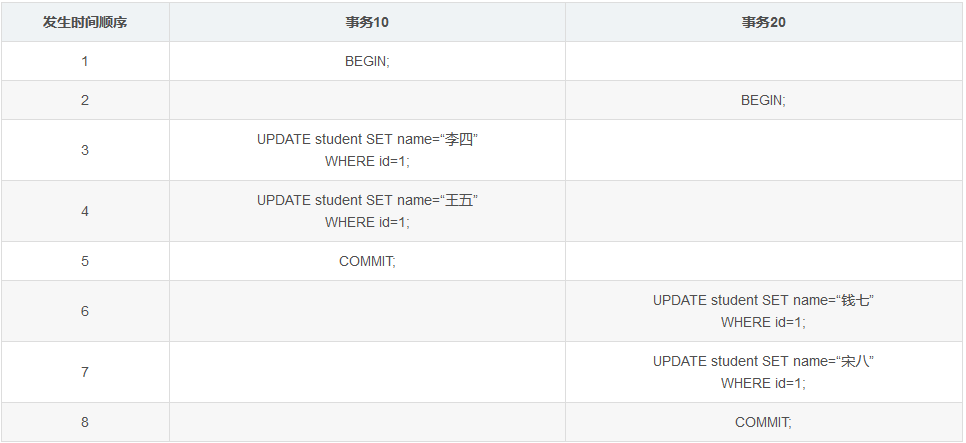 发生时间顺序 事务10 事务20
1 BEGIN;
2 BEGIN;
3 UPDATE student SET name=“李四”
WHERE id=1;
4 UPDATE student SET name=“王五”
WHERE id=1;
5 COMMIT;
6 UPDATE student SET name=“钱七”
WHERE id=1;
7 UPDATE student SET name=“宋八”
WHERE id=1;
8 COMMIT;